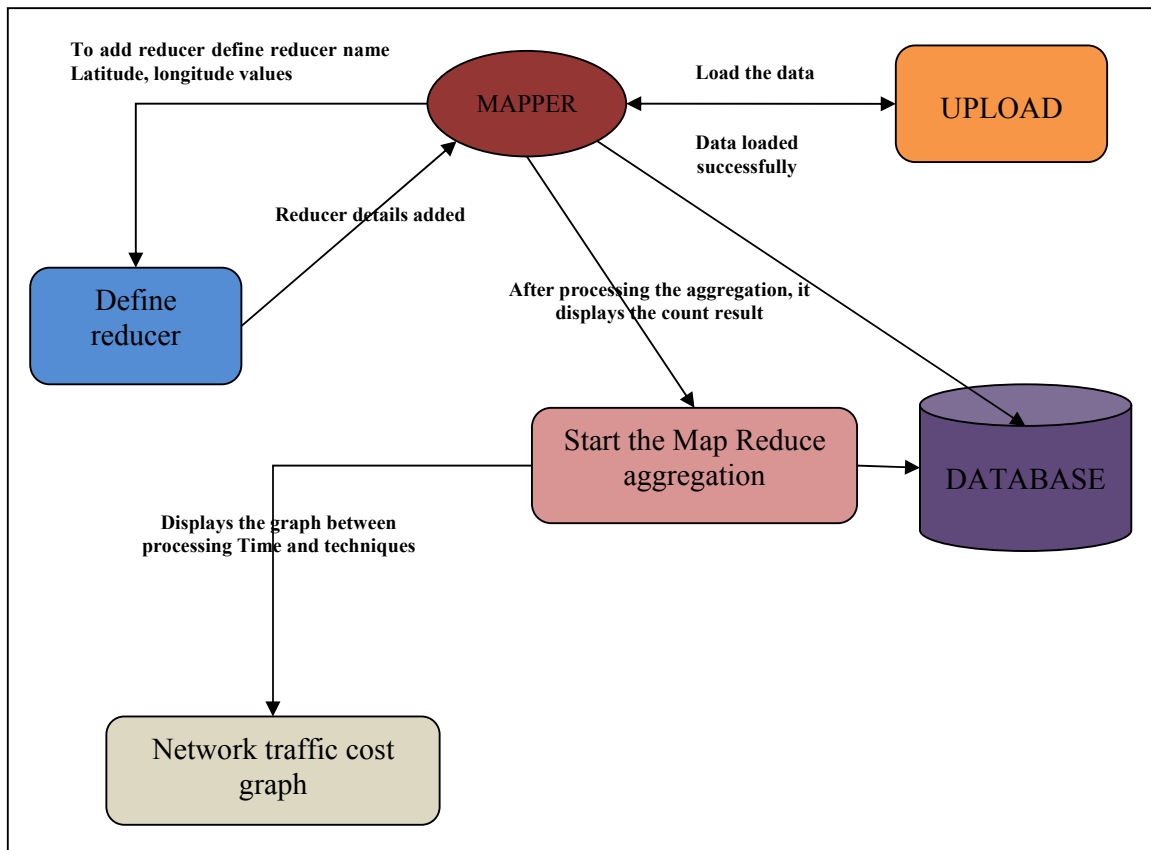 To add reducer define reducer name
Latitude, longitude values
MAPPER
Load the data
UPLOAD
Data loaded
successfully
Reducer details added
Define
reducer
After processing the aggregation, it
displays the count result
Start the Map Reduce
aggregation
DATABASE
Displays the graph between
processing Time and techniques
Network traffic cost
graph